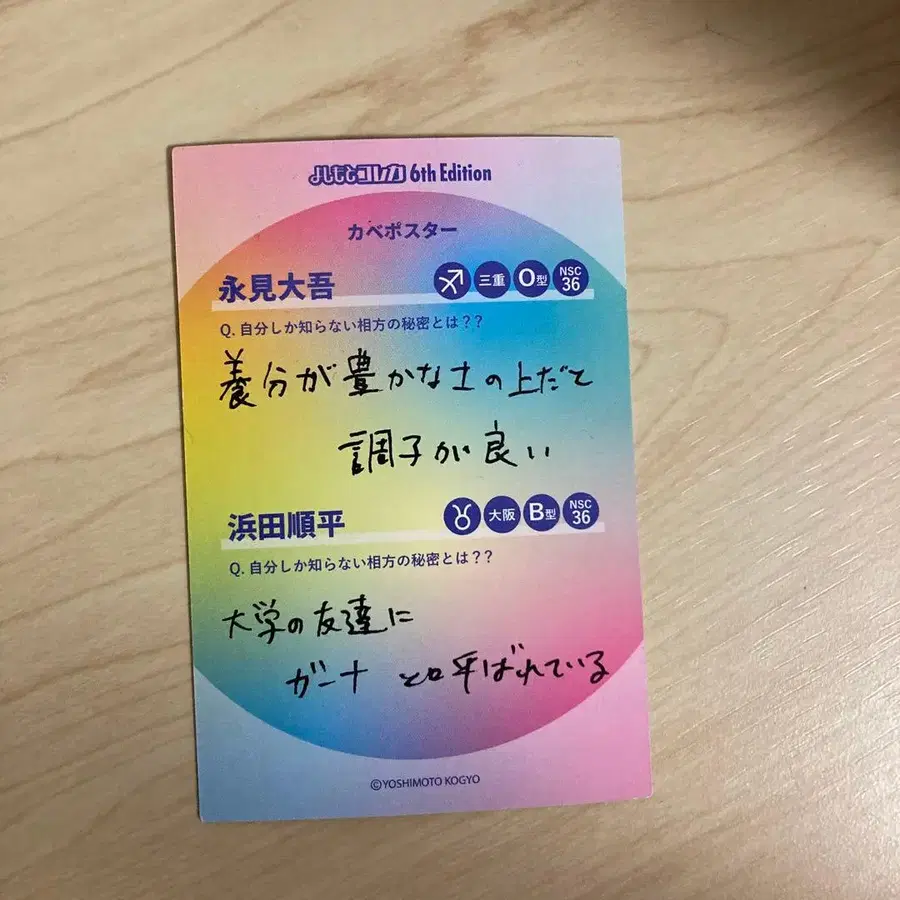 よしもとコレカ 6th Edition
カベポスター
永見大吾 ♐ 三重 O型 NSC 36
Q. 自分しか知らない相方の秘密とは??
養分が豊かな土の上だと
調子が良い
浜田順平 ♉ 大阪 B型 NSC 36
Q. 自分しか知らない相方の秘密とは??
大学の友達に
ガーナ と呼ばれている
©YOSHIMOTO KOGYO